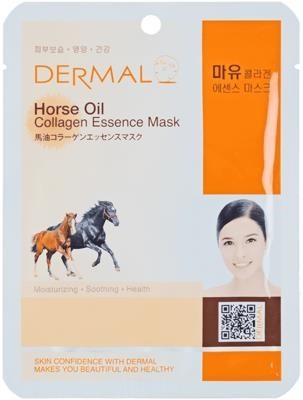 피부보습 • 영양 • 건강
DERMAL
마유 콜라겐
에센스 마스크
Horse Oil
Collagen Essence Mask
馬油コラーゲンエッセンスマスク
Moisturizing • Soothing • Health
DERMAL
SKIN CONFIDENCE WITH DERMAL
MAKES YOU BEAUTIFUL AND HEALTHY